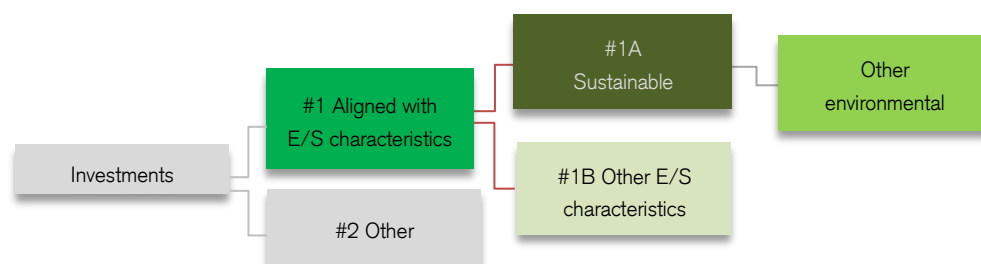 Investments
#1 Aligned with
E/S characteristics
#2 Other
#1A
Sustainable
#1B Other E/S
characteristics
Other
environmental